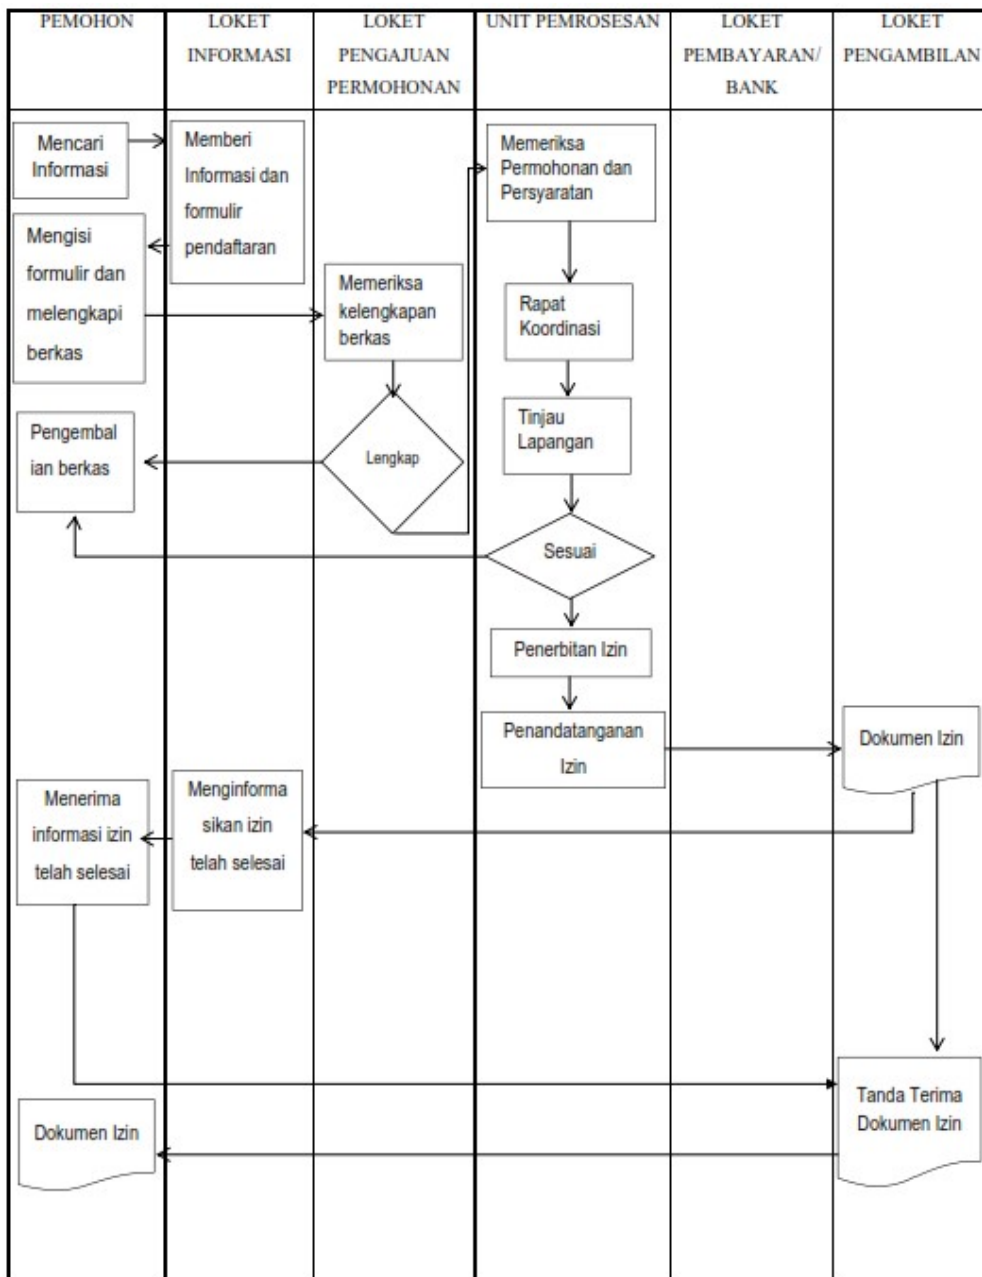 PEMOHON
LOKET
INFORMASI
LOKET
PENGAJUAN
PERMOHONAN
UNIT PEMROSESAN
LOKET
PEMBAYARAN/
BANK
LOKET
PENGAMBILAN
Mencari
Informasi
Memberi
Informasi dan
formulir
pendaftaran
Mengisi
formulir dan
melengkapi
berkas
Memeriksa
kelengkapan
berkas
Lengkap
Pengembal
ian berkas
Memeriksa
Permohonan dan
Persyaratan
Rapat
Koordinasi
Tinjau
Lapangan
Sesuai
Penerbitan Izin
Penandatanganan
Izin
Dokumen Izin
Menginforma
sikan izin
telah selesai
Menerima
informasi izin
telah selesai
Tanda Terima
Dokumen Izin
Dokumen Izin